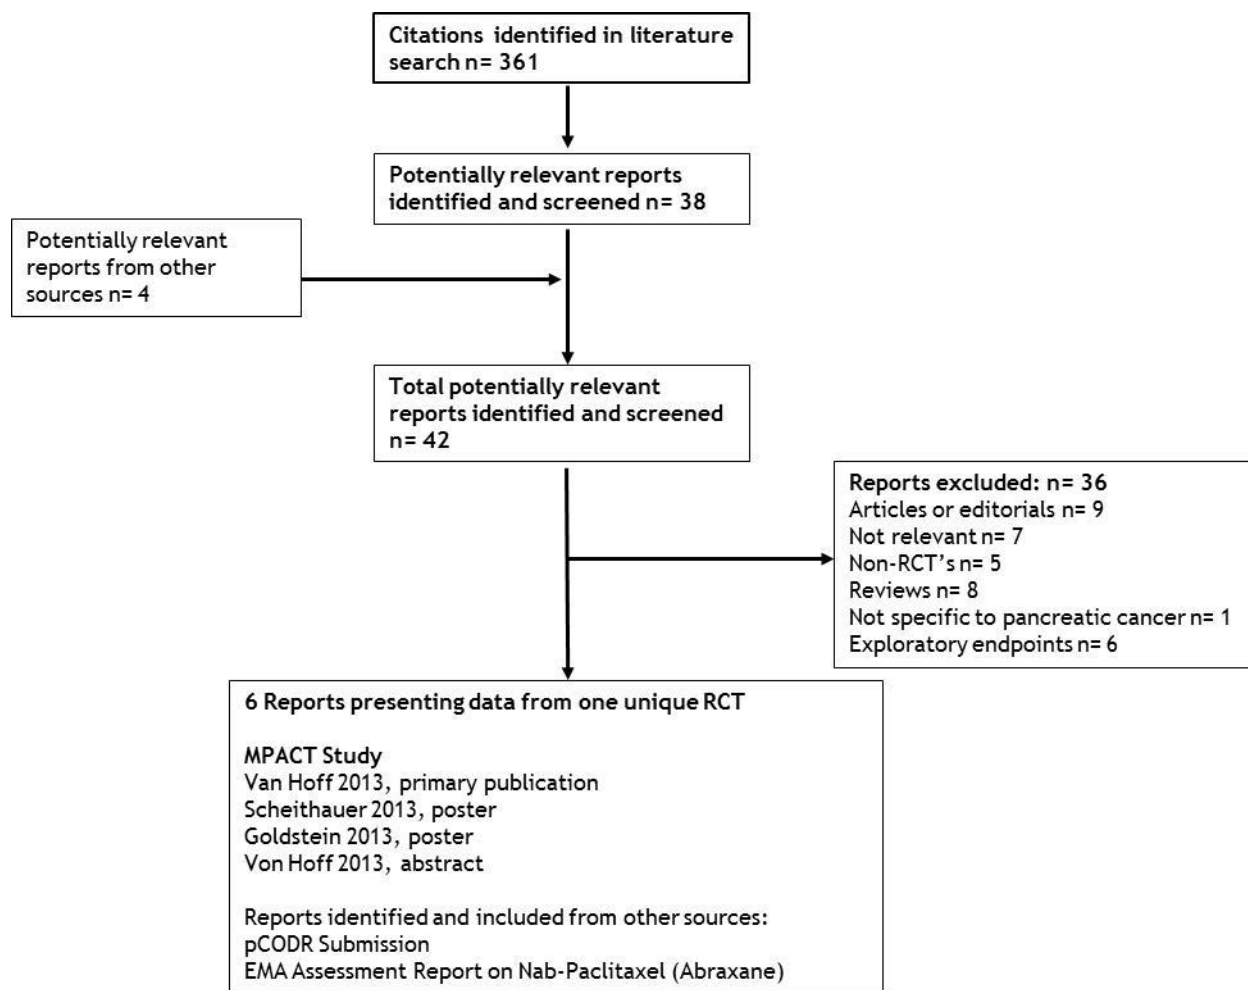 Citations identified in literature
search n= 361
Potentially relevant reports
identified and screened n= 38
Potentially relevant
reports from other
sources n= 4
Total potentially relevant
reports identified and screened
n= 42
Reports excluded: n= 36
Articles or editorials n= 9
Not relevant n= 7
Non-RCT’s n= 5
Reviews n= 8
Not specific to pancreatic cancer n= 1
Exploratory endpoints n= 6
6 Reports presenting data from one unique RCT
MPACT Study
Van Hoff 2013, primary publication
Scheithauer 2013, poster
Goldstein 2013, poster
Von Hoff 2013, abstract
Reports identified and included from other sources:
pCODR Submission
EMA Assessment Report on Nab-Paclitaxel (Abraxane)